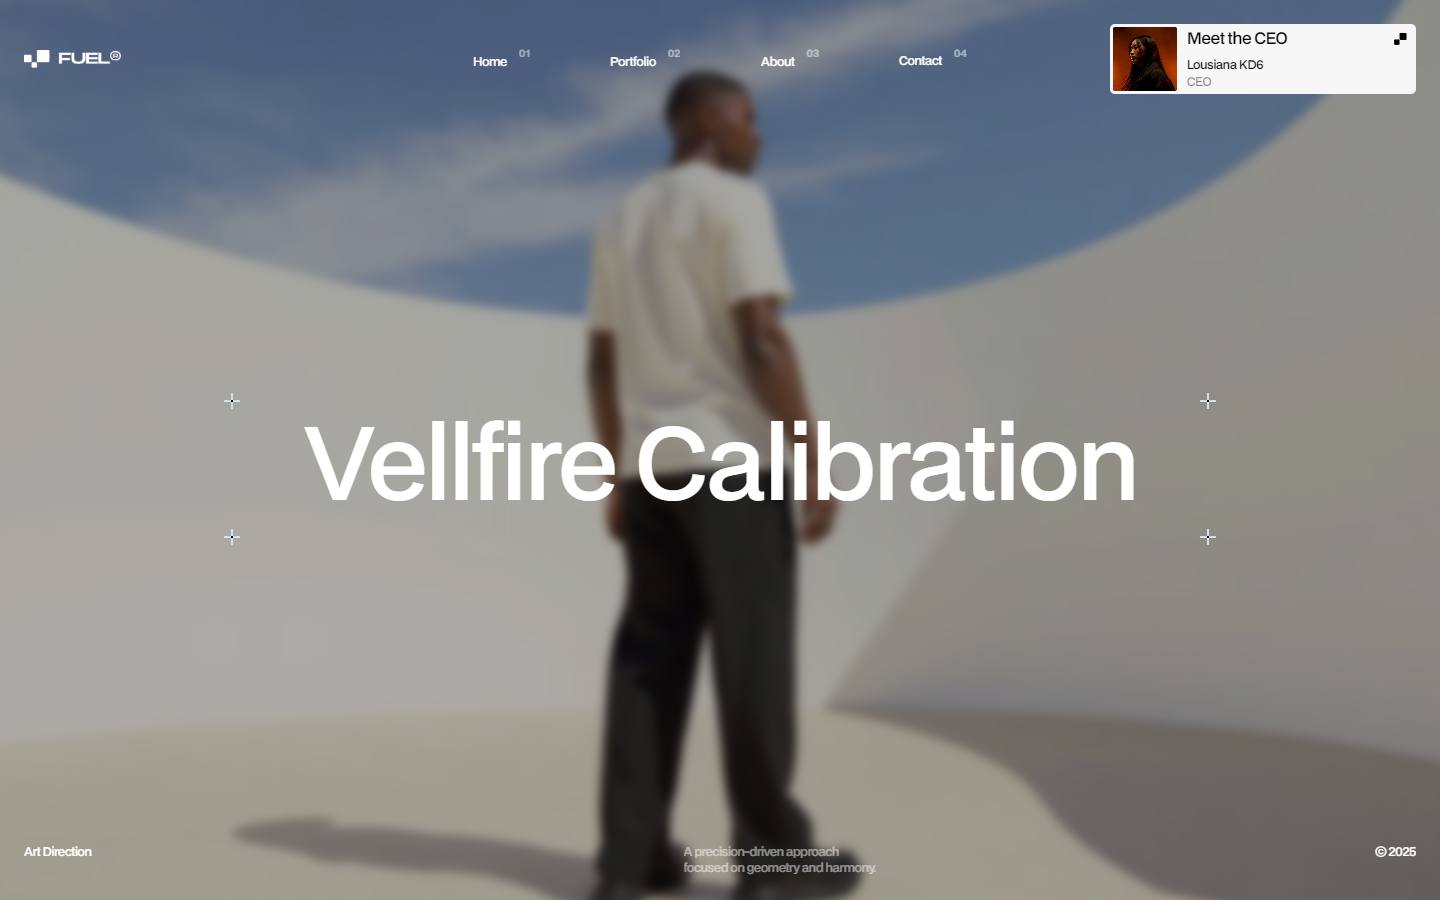 FUEL®
Home 01
Portfolio 02
About 03
Contact 04
Meet the CEO
Lousiana KD6
CEO
Vellfire Calibration
Art Direction
A precision-driven approach
focused on geometry and harmony.
© 2025